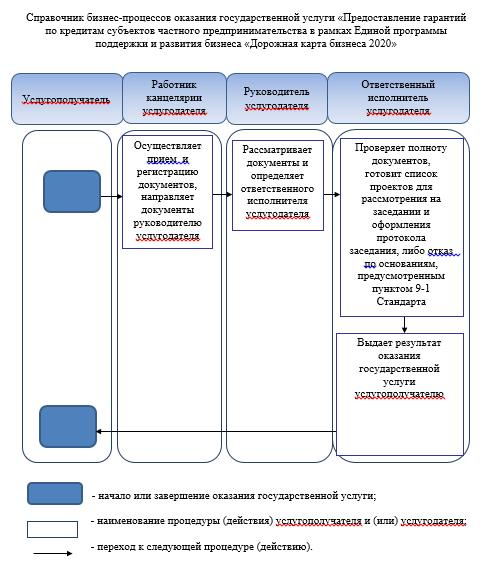 Справочник бизнес-процессов оказания государственной услуги «Предоставление гарантий
по кредитам субъектов частного предпринимательства в рамках Единой программы
поддержки и развития бизнеса «Дорожная карта бизнеса 2020»
Услугополучатель
Работник
канцелярии
услугодателя
Руководитель
услугодателя
Ответственный
исполнитель
услугодателя
Осуществляет
прием и
регистрацию
документов,
направляет
документы
руководителю
услугодателя
Рассматривает
документы и
определяет
ответственного
исполнителя
услугодателя
Проверяет полноту
документов,
готовит список
проектов для
рассмотрения на
заседании и
оформления
протокола
заседания, либо отказ
по основаниям,
предусмотренным
пунктом 9-1
Стандарта
Выдает результат
оказания
государственной
услуги
услугополучателю
- начало или завершение оказания государственной услуги;
- наименование процедуры (действия) услугополучателя и (или) услугодателя;
- переход к следующей процедуре (действию).